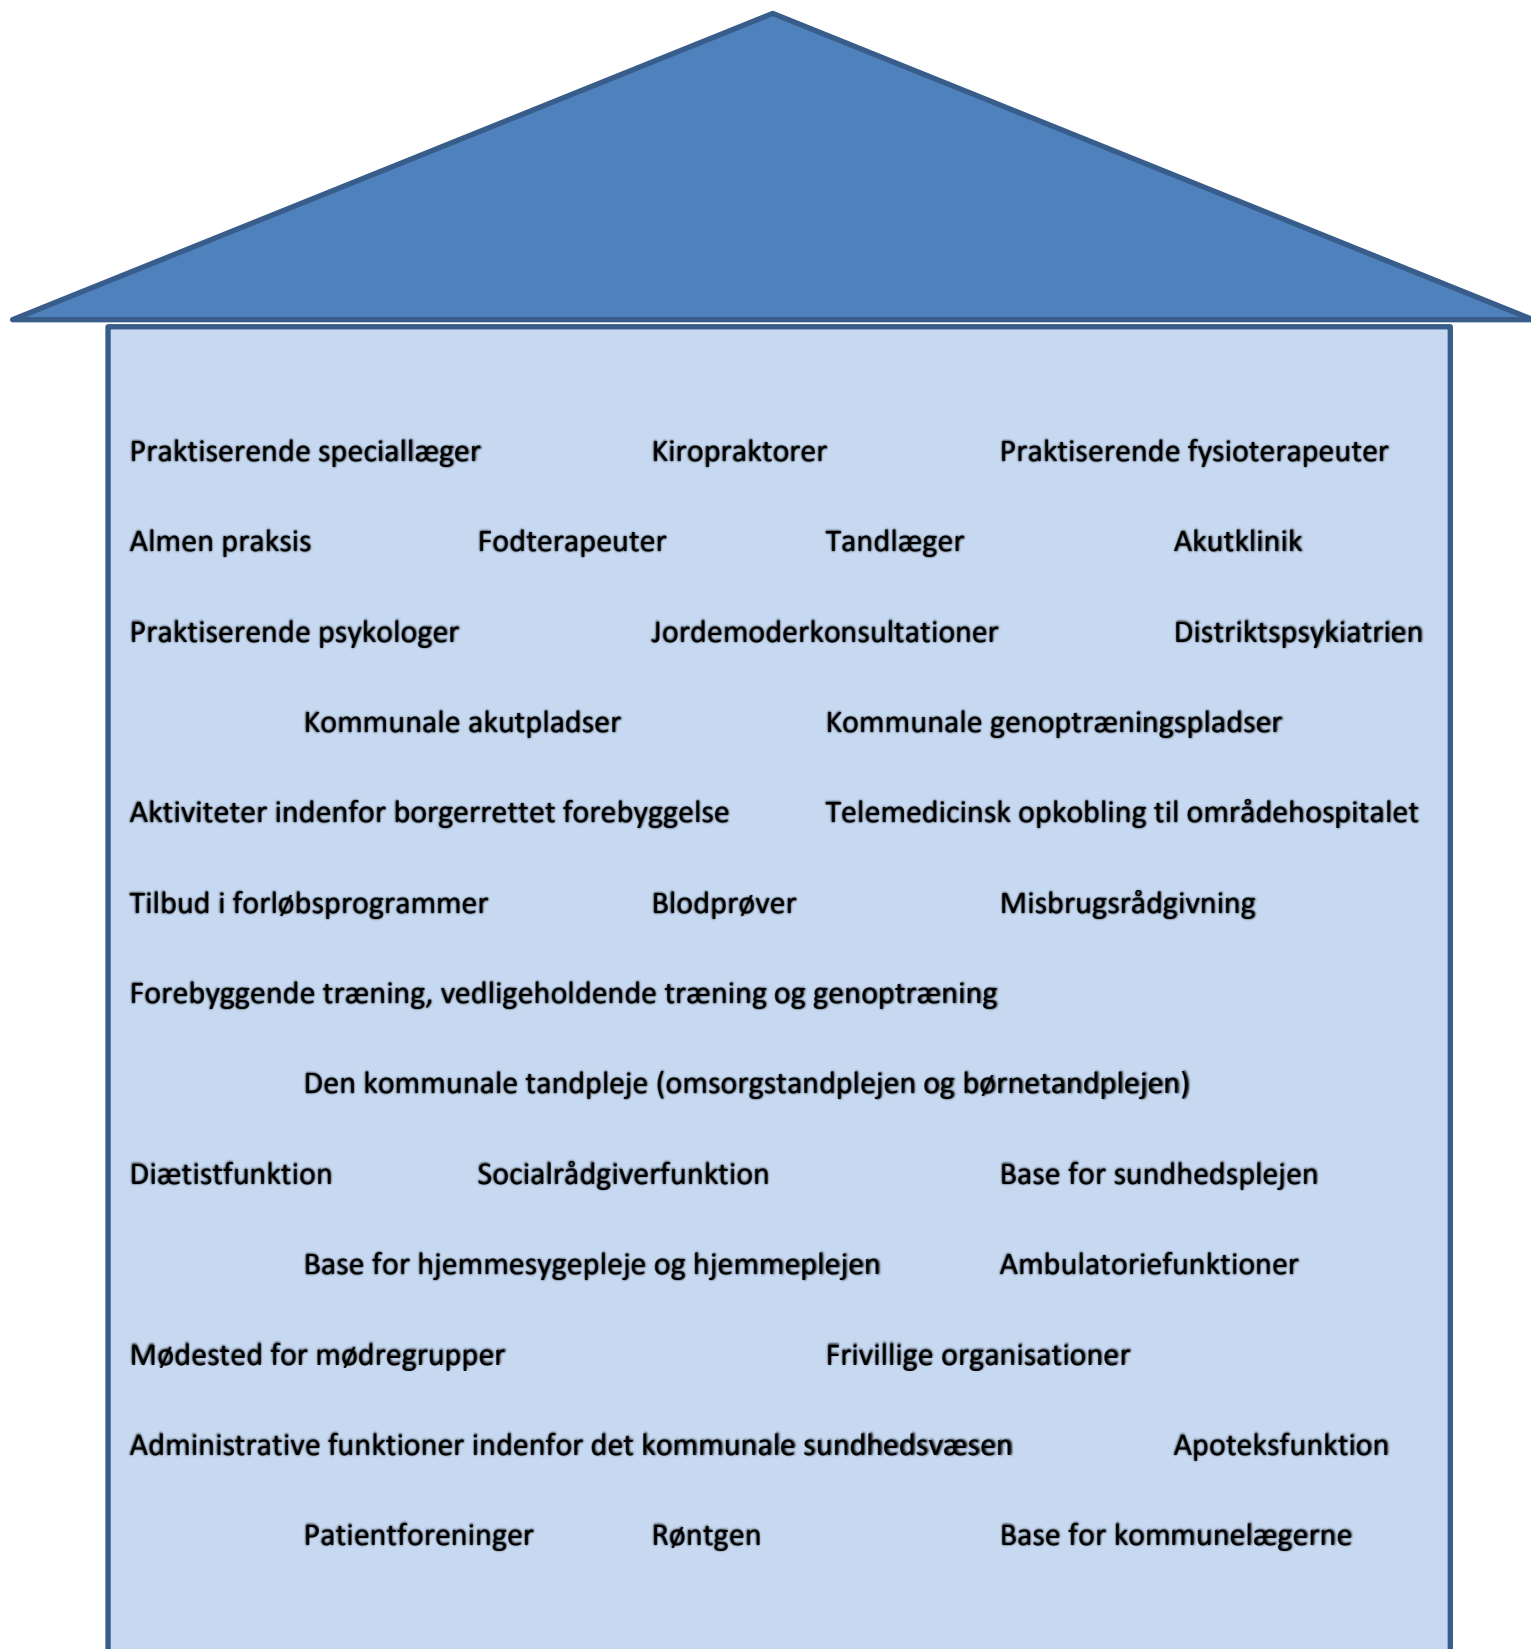 Praktiserende speciallæger Kiropraktorer Praktiserende fysioterapeuter
Almen praksis Fodterapeuter Tandlæger Akutklinik
Praktiserende psykologer Jordemoderkonsultationer Distriktspsykiatrien
Kommunale akutpladser Kommunale genoptræningspladser
Aktiviteter indenfor borgerrettet forebyggelse Telemedicinsk opkobling til områdehospitalet
Tilbud i forløbsprogrammer Blodprøver Misbrugsrådgivning
Forebyggende træning, vedligeholdende træning og genoptræning
Den kommunale tandpleje (omsorgstandplejen og børnetandplejen)
Diætistfunktion Socialrådgiverfunktion Base for sundhedsplejen
Base for hjemmesygepleje og hjemmeplejen Ambulatoriefunktioner
Mødested for mødregrupper Frivillige organisationer
Administrative funktioner indenfor det kommunale sundhedsvæsen Apoteksfunktion
Patientforeninger Røntgen Base for kommunelægerne